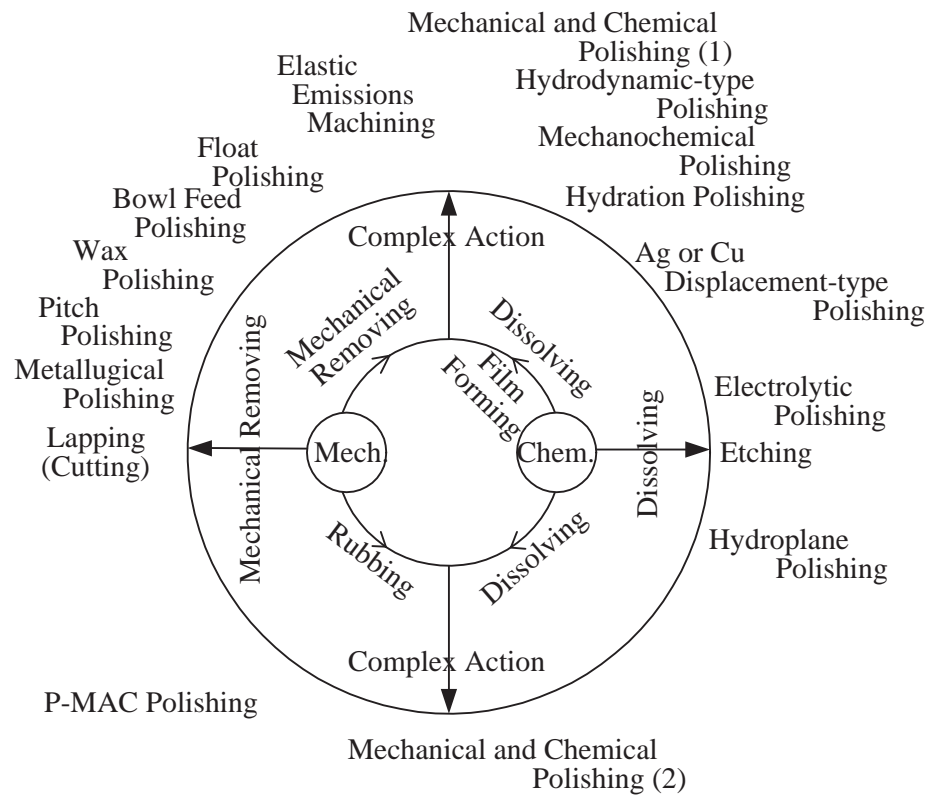 Mechanical and Chemical
Polishing (1)
Hydrodynamic-type
Polishing
Mechanochemical
Polishing
Hydration Polishing
Elastic
Emissions
Machining
Float
Polishing
Bowl Feed
Polishing
Wax
Polishing
Pitch
Polishing
Metallugical
Polishing
Lapping
(Cutting)
Ag or Cu
Displacement-type
Polishing
Electrolytic
Polishing
Etching
Hydroplane
Polishing
Complex Action
Mechanical
Removing
Dissolving
Film
Forming
Mechanical Removing
Mech.
Chem.
Dissolving
Rubbing
Dissolving
Complex Action
P-MAC Polishing
Mechanical and Chemical
Polishing (2)